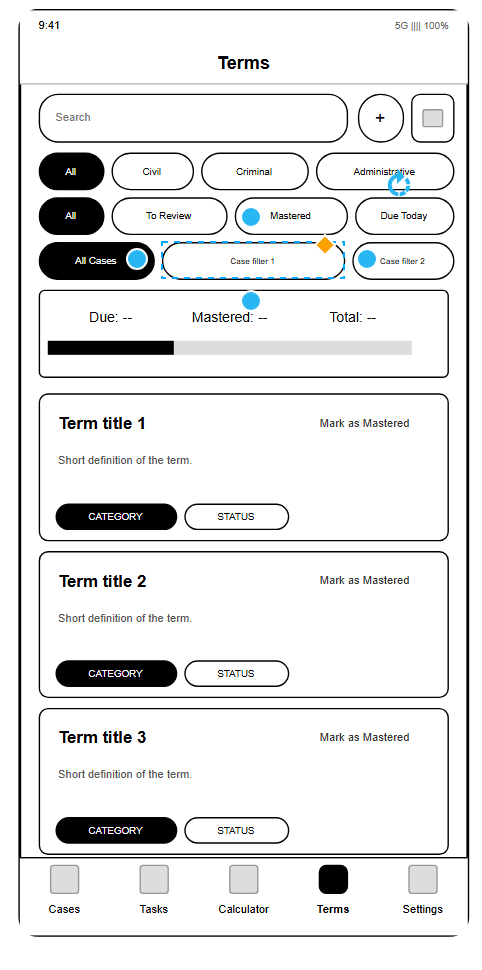 9:41 5G |||| 100%
Terms
Search +
All Civil Criminal Administrative
All To Review Mastered Due Today
All Cases Case filter 1 Case filter 2
Due: -- Mastered: -- Total: --
Term title 1 Mark as Mastered
Short definition of the term.
CATEGORY STATUS
Term title 2 Mark as Mastered
Short definition of the term.
CATEGORY STATUS
Term title 3 Mark as Mastered
Short definition of the term.
CATEGORY STATUS
Cases Tasks Calculator Terms Settings